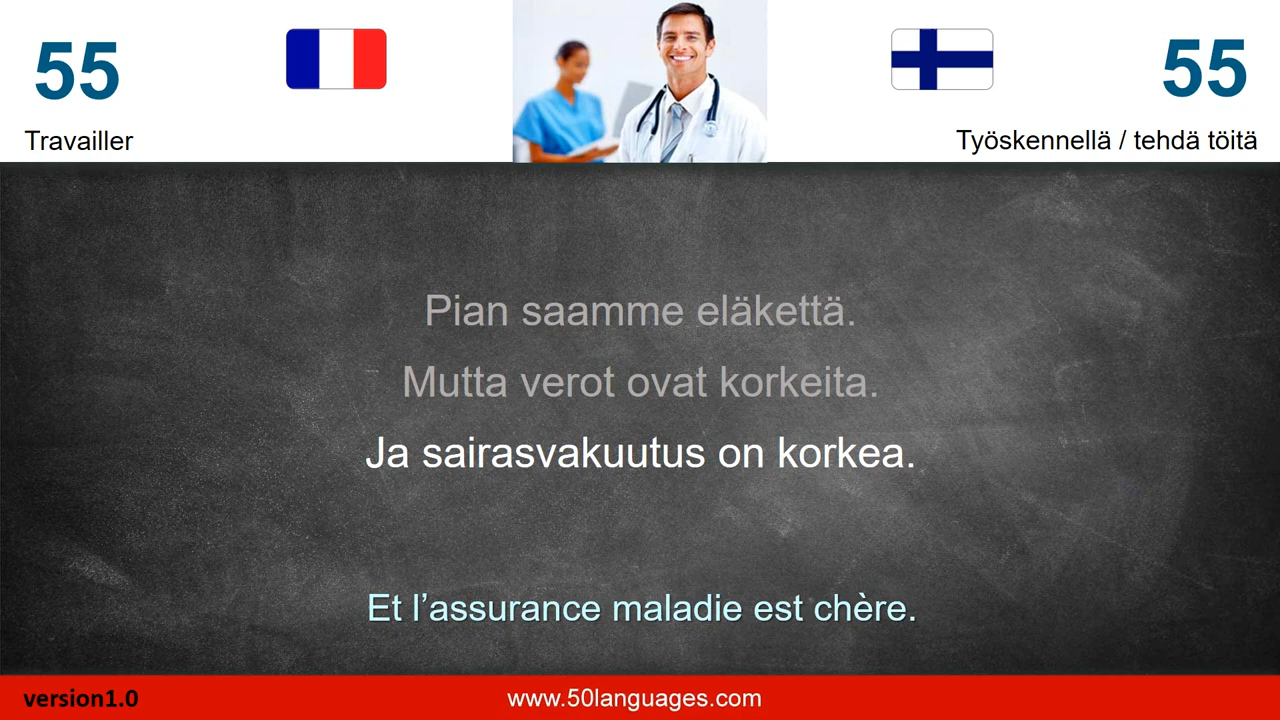 55
55
Travailler
Työskennellä / tehdä töitä
Pian saamme eläkettä.
Mutta verot ovat korkeita.
Ja sairasvakuutus on korkea.
Et l’assurance maladie est chère.
version1.0
www.50languages.com